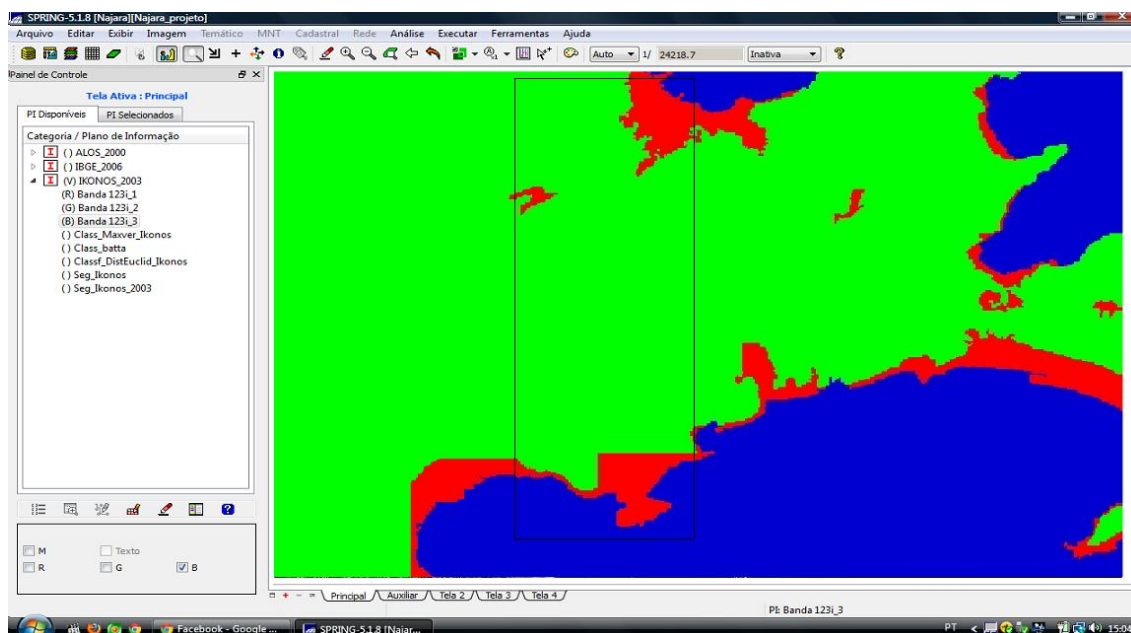 SPRING-5.1.8 [Najara][Najara_projeto]
Arquivo Editar Exibir Imagem Temático MNT Cadastral Rede Análise Executar Ferramentas Ajuda
Auto 1/ 24218.7 Inativa
Painel de Controle
Tela Ativa : Principal
PI Disponíveis PI Selecionados
Categoria / Plano de Informação
( ) ALOS_2000
( ) IBGE_2006
(V) IKONOS_2003
(R) Banda 123i_1
(G) Banda 123i_2
(B) Banda 123i_3
( ) Class_Maxver_Ikonos
( ) Class_batta
( ) Classf_DistEuclid_Ikonos
( ) Seg_Ikonos
( ) Seg_Ikonos_2003
M Texto
R G B
Principal Auxiliar Tela 2 Tela 3 Tela 4
PI: Banda 123i_3
Facebook - Google ... SPRING-5.1.8 [Najar... PT 15:04